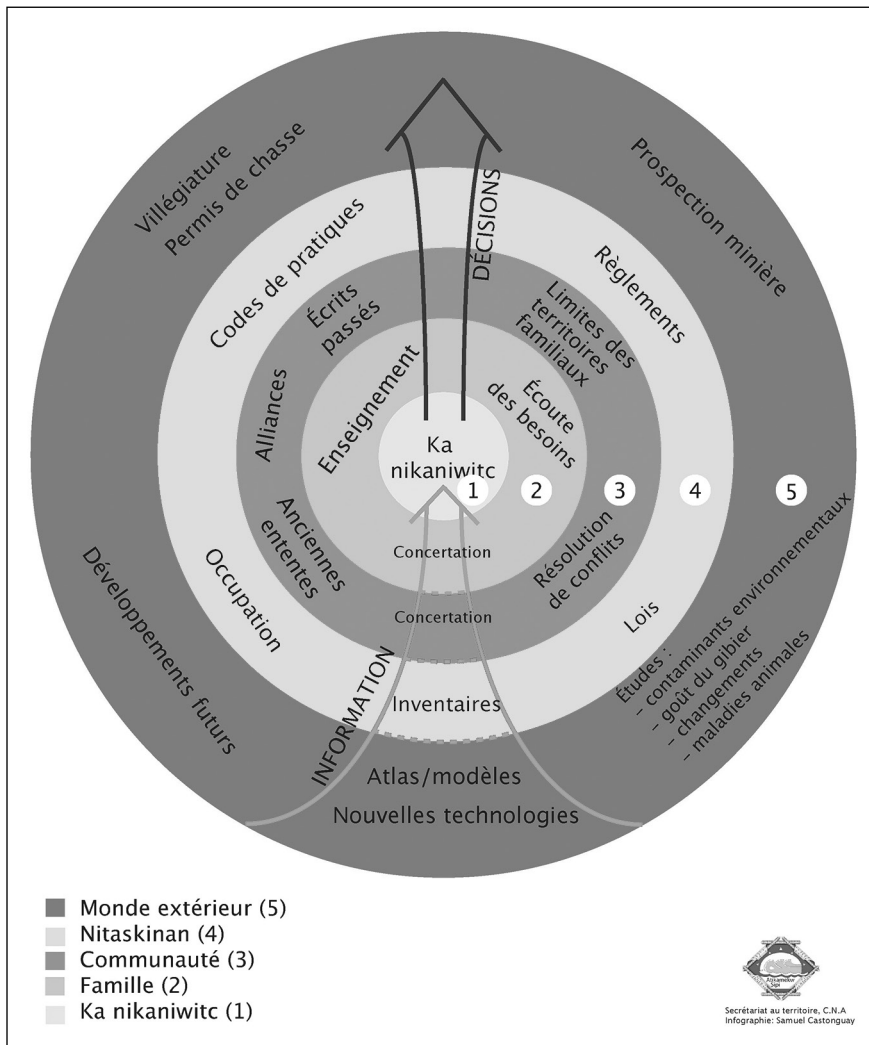 Villégiature
Permis de chasse
Prospection minière
DÉCISIONS
Codes de pratiques
Règlements
Écrits
passés
Limites des
territoires
familiaux
Alliances
Enseignement
Écoute
des besoins
Ka
nikaniwitc
1
2
3
4
5
Anciennes
ententes
Concertation
Résolution
de conflits
Concertation
Occupation
Lois
Développements futurs
INFORMATION
Inventaires
Études :
– contaminants environnementaux
– goût du gibier
– changements
– maladies animales
Atlas/modèles
Nouvelles technologies
Monde extérieur (5)
Nitaskinan (4)
Communauté (3)
Famille (2)
Ka nikaniwitc (1)
Atikamekw
Sipi
Secrétariat au territoire, C.N.A
Infographie: Samuel Castonguay